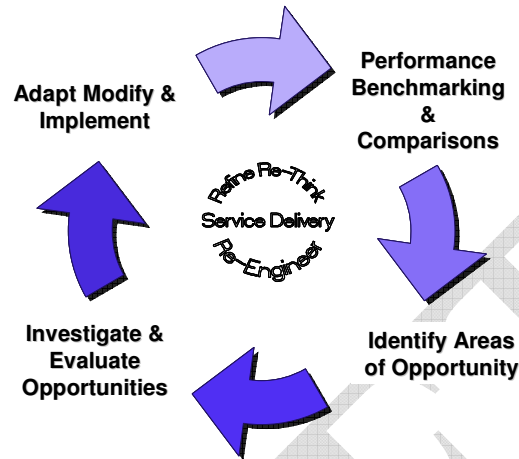 Adapt Modify &
Implement
Performance
Benchmarking
&
Comparisons
Refine Re-Think
Service Delivery
Re-Engineer
Investigate &
Evaluate
Opportunities
Identify Areas
of Opportunity